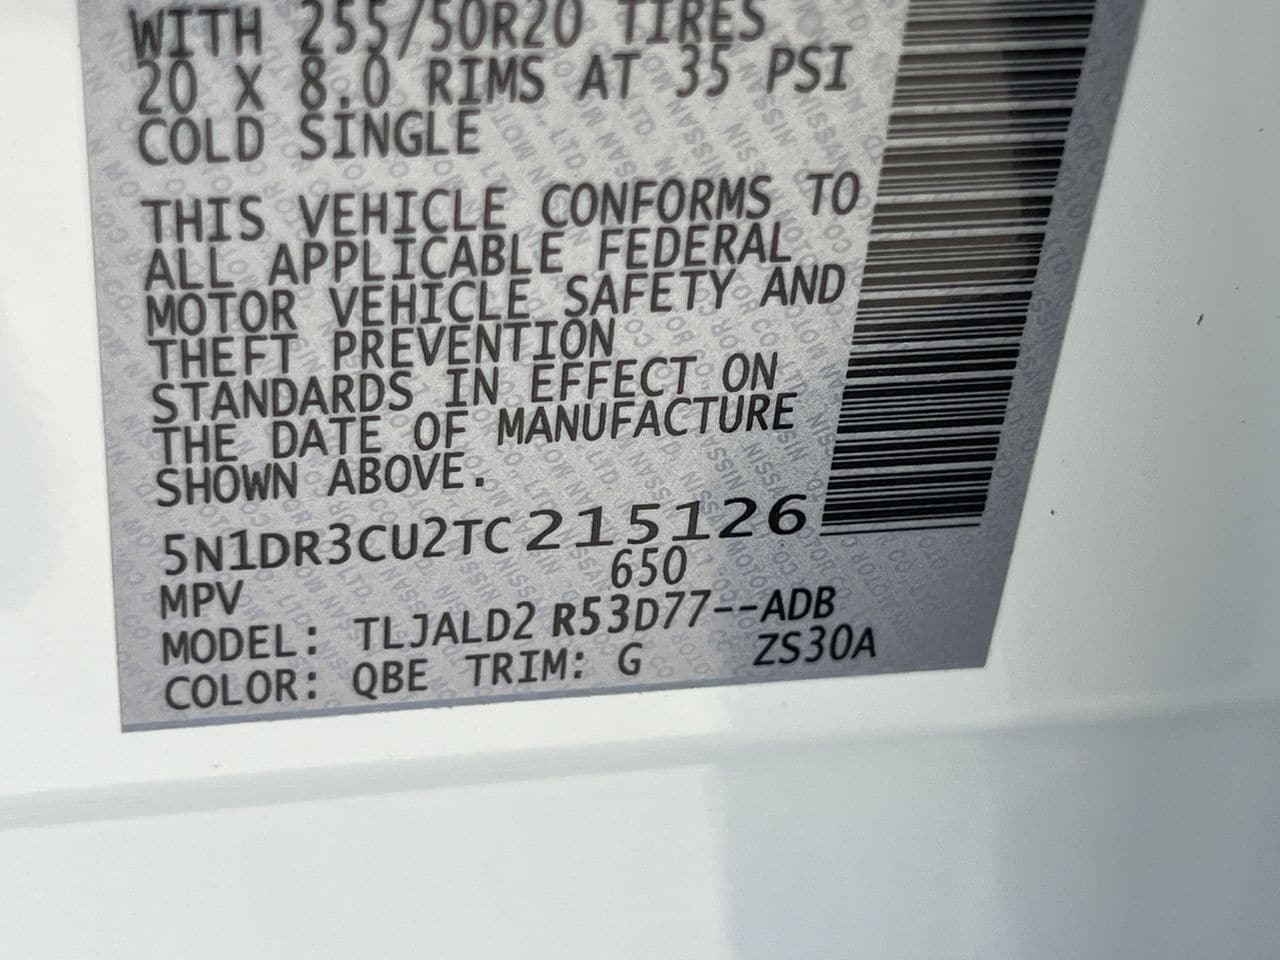 WITH 255/50R20 TIRES
20 X 8.0 RIMS AT 35 PSI
COLD SINGLE
THIS VEHICLE CONFORMS TO
ALL APPLICABLE FEDERAL
MOTOR VEHICLE SAFETY AND
THEFT PREVENTION
STANDARDS IN EFFECT ON
THE DATE OF MANUFACTURE
SHOWN ABOVE.
5N1DR3CU2TC215126
650
MPV
MODEL: TLJALD2 R53D77--ADB
COLOR: QBE TRIM: G ZS30A